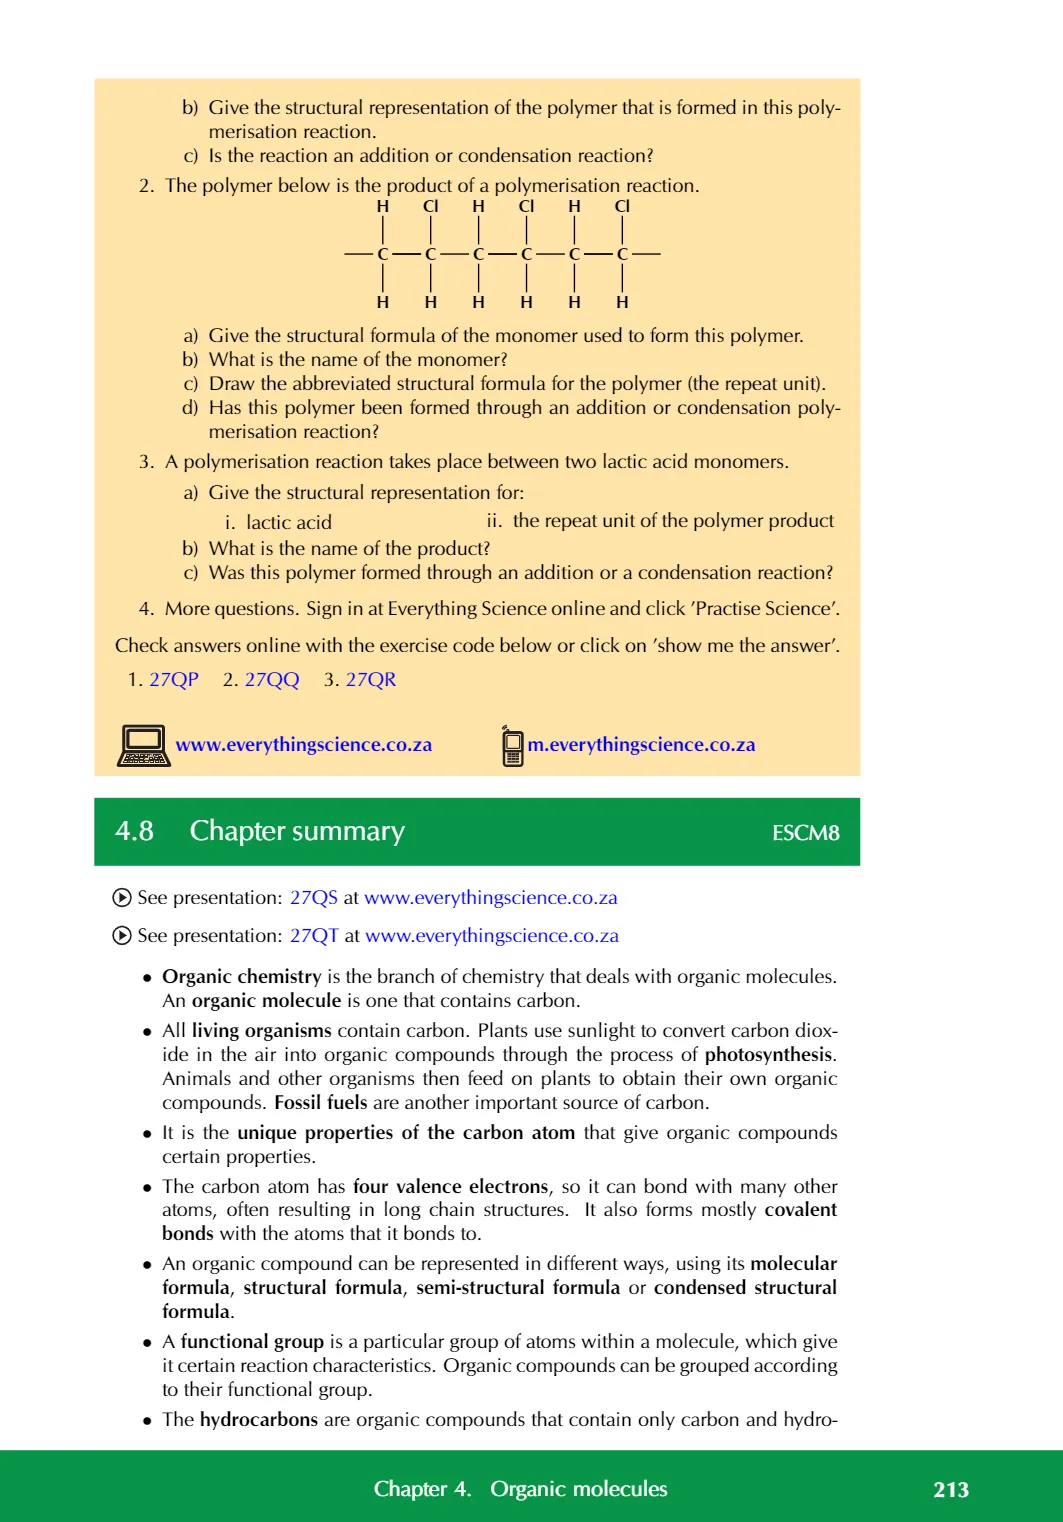 b) Give the structural representation of the polymer that is formed in this poly-
merisation reaction.
c) Is the reaction an addition or condensation reaction?
2. The polymer below is the product of a polymerisation reaction.
H Cl H Cl H Cl
C C C C C C
H H H H H H
a) Give the structural formula of the monomer used to form this polymer.
b) What is the name of the monomer?
c) Draw the abbreviated structural formula for the polymer (the repeat unit).
d) Has this polymer been formed through an addition or condensation poly-
merisation reaction?
3. A polymerisation reaction takes place between two lactic acid monomers.
a) Give the structural representation for:
i. lactic acid ii. the repeat unit of the polymer product
b) What is the name of the product?
c) Was this polymer formed through an addition or a condensation reaction?
4. More questions. Sign in at Everything Science online and click ’Practise Science’.
Check answers online with the exercise code below or click on ’show me the answer’.
1. 27QP 2. 27QQ 3. 27QR
www.everythingscience.co.za m.everythingscience.co.za
4.8 Chapter summary ESCM8
See presentation: 27QS at www.everythingscience.co.za
See presentation: 27QT at www.everythingscience.co.za
• Organic chemistry is the branch of chemistry that deals with organic molecules.
An organic molecule is one that contains carbon.
• All living organisms contain carbon. Plants use sunlight to convert carbon diox-
ide in the air into organic compounds through the process of photosynthesis.
Animals and other organisms then feed on plants to obtain their own organic
compounds. Fossil fuels are another important source of carbon.
• It is the unique properties of the carbon atom that give organic compounds
certain properties.
• The carbon atom has four valence electrons, so it can bond with many other
atoms, often resulting in long chain structures. It also forms mostly covalent
bonds with the atoms that it bonds to.
• An organic compound can be represented in different ways, using its molecular
formula, structural formula, semi-structural formula or condensed structural
formula.
• A functional group is a particular group of atoms within a molecule, which give
it certain reaction characteristics. Organic compounds can be grouped according
to their functional group.
• The hydrocarbons are organic compounds that contain only carbon and hydro-
Chapter 4. Organic molecules 213